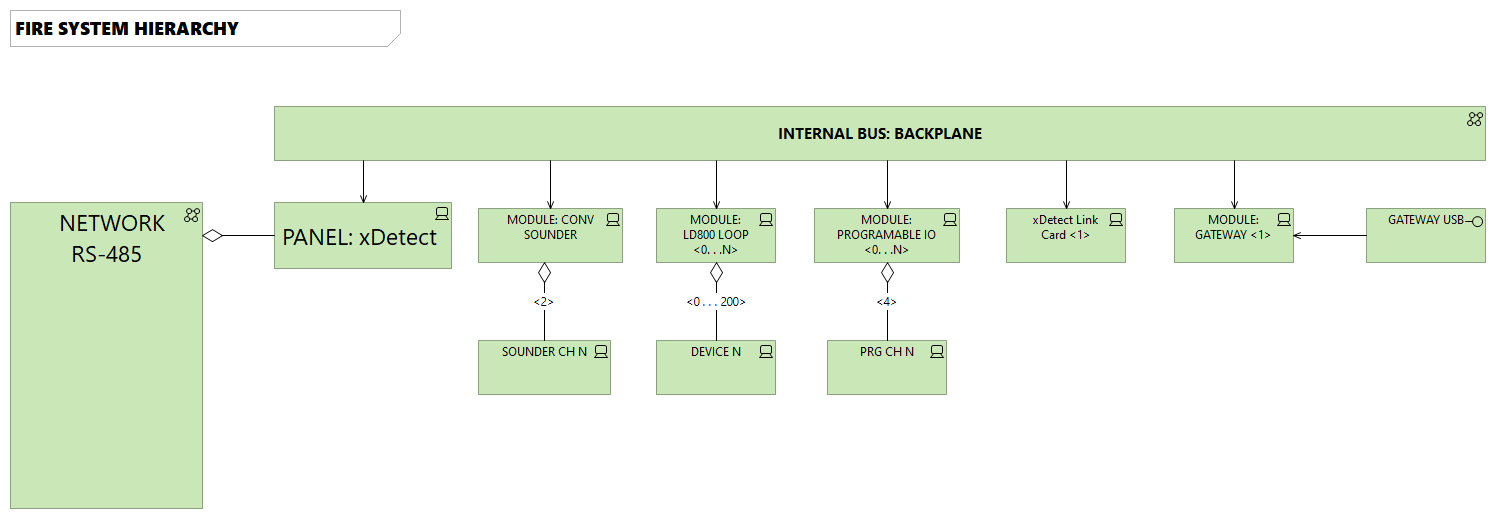 FIRE SYSTEM HIERARCHY
INTERNAL BUS: BACKPLANE
NETWORK
RS-485
PANEL: xDetect
MODULE: CONV
SOUNDER
MODULE:
LD800 LOOP
<0. . .N>
MODULE:
PROGRAMABLE IO
<0. . .N>
xDetect Link
Card <1>
MODULE:
GATEWAY <1>
GATEWAY USB
<2>
<0 . . . 200>
<4>
SOUNDER CH N
DEVICE N
PRG CH N